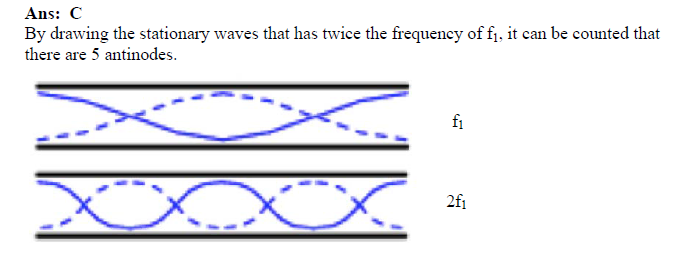 Ans: C
By drawing the stationary waves that has twice the frequency of f₁, it can be counted that
there are 5 antinodes.
f₁
2f₁